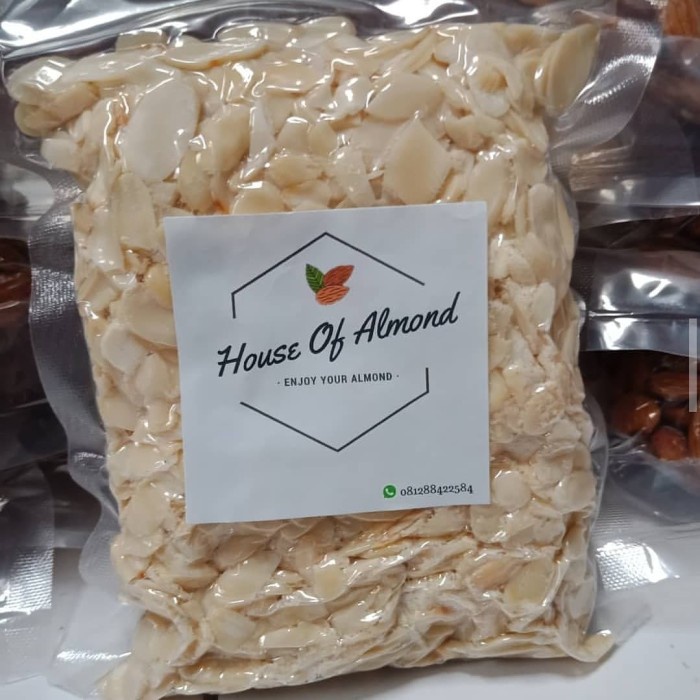 House Of Almond
· ENJOY YOUR ALMOND ·
081288422584